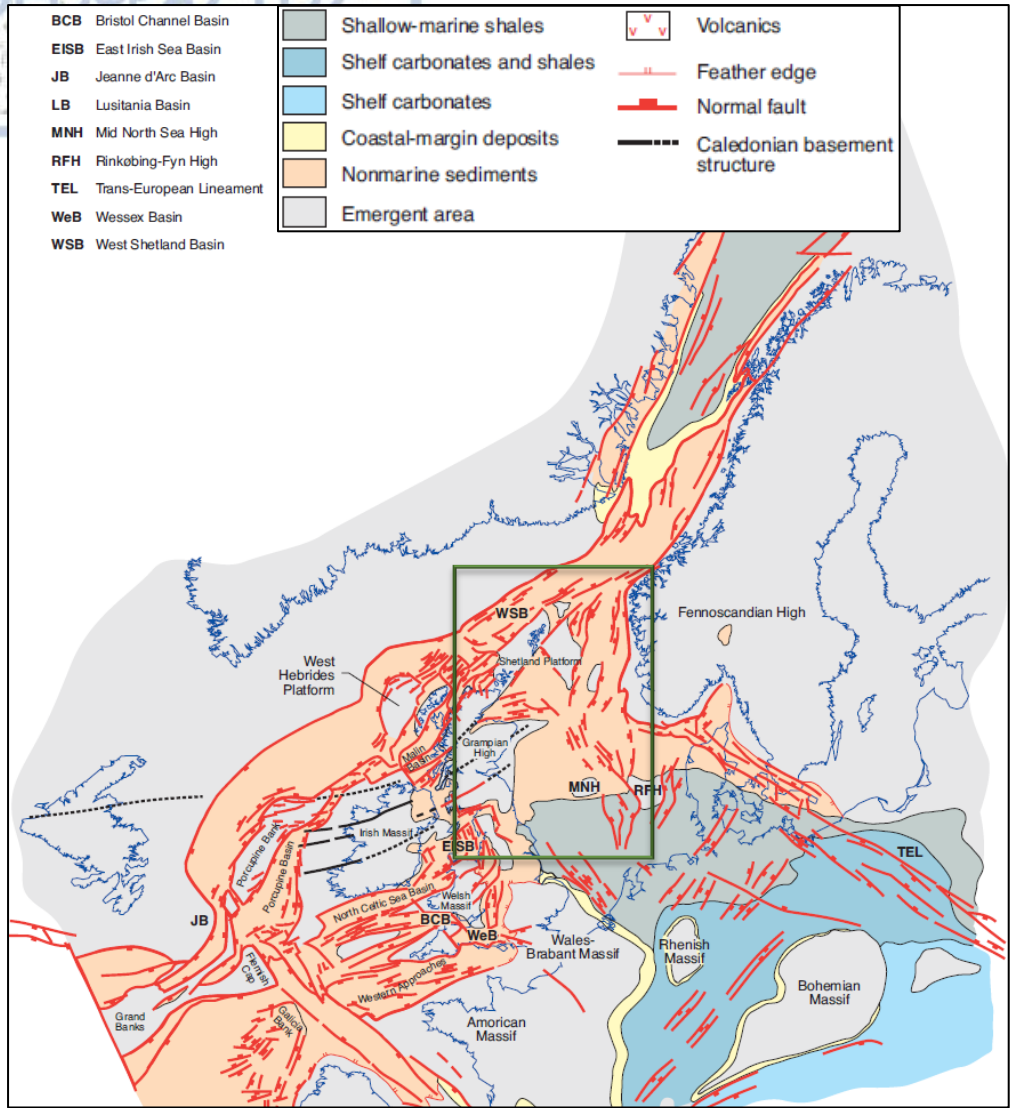 BCB Bristol Channel Basin
EISB East Irish Sea Basin
JB Jeanne d'Arc Basin
LB Lusitania Basin
MNH Mid North Sea High
RFH Rinkøbing-Fyn High
TEL Trans-European Lineament
WeB Wessex Basin
WSB West Shetland Basin
Shallow-marine shales
Shelf carbonates and shales
Shelf carbonates
Coastal-margin deposits
Nonmarine sediments
Emergent area
v
v v
Volcanics
Feather edge
Normal fault
Caledonian basement
structure
WSB
Fennoscandian High
Shetland Platform
West
Hebrides
Platform
Grampian
High
Malin
Basin
MNH
RFH
Irish Massif
Porcupine Bank
Porcupine Basin
EISB
TEL
North Celtic Sea Basin
Welsh
Massif
JB
BCB
WeB
Wales-
Brabant Massif
Rhenish
Massif
Flemish
Cap
Western Approaches
Bohemian
Massif
Grand
Banks
Galicia
Bank
Amorican
Massif